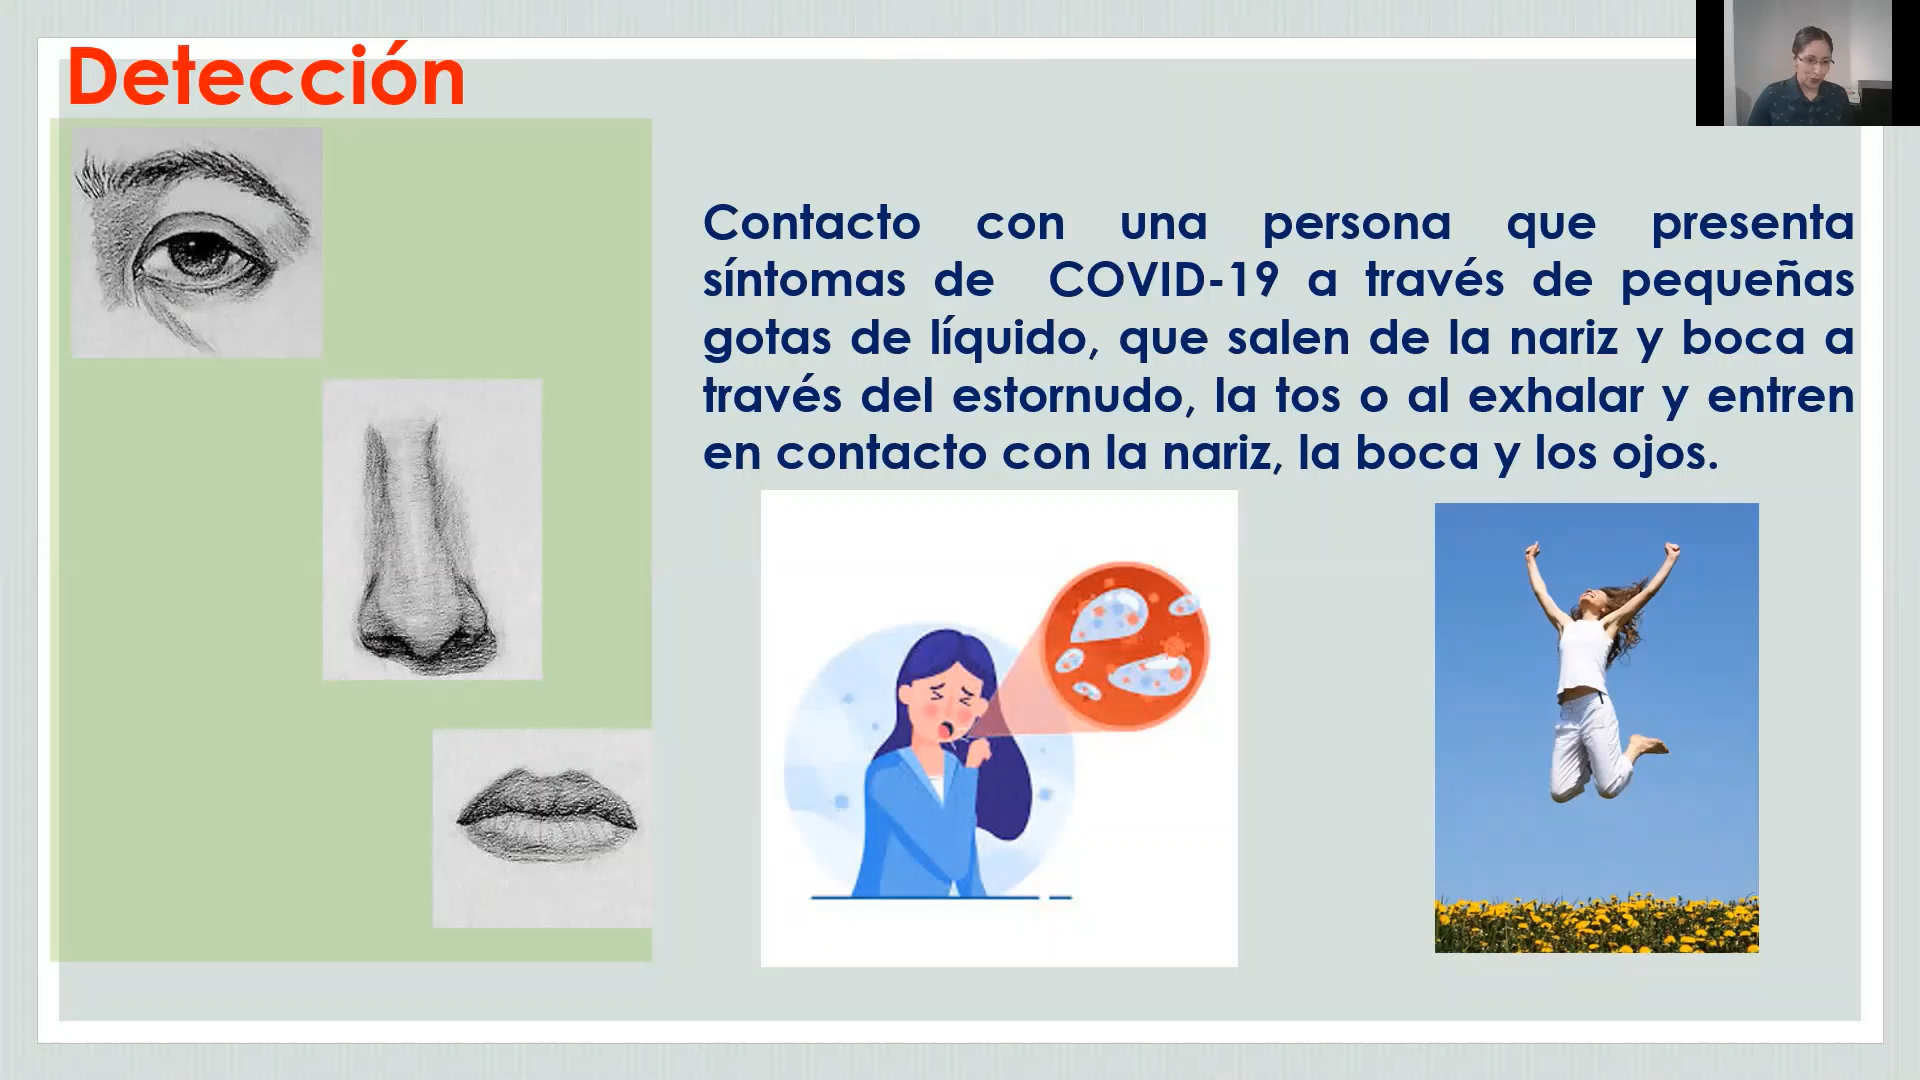 Detección
Contacto con una persona que presenta
síntomas de COVID-19 a través de pequeñas
gotas de líquido, que salen de la nariz y boca a
través del estornudo, la tos o al exhalar y entren
en contacto con la nariz, la boca y los ojos.